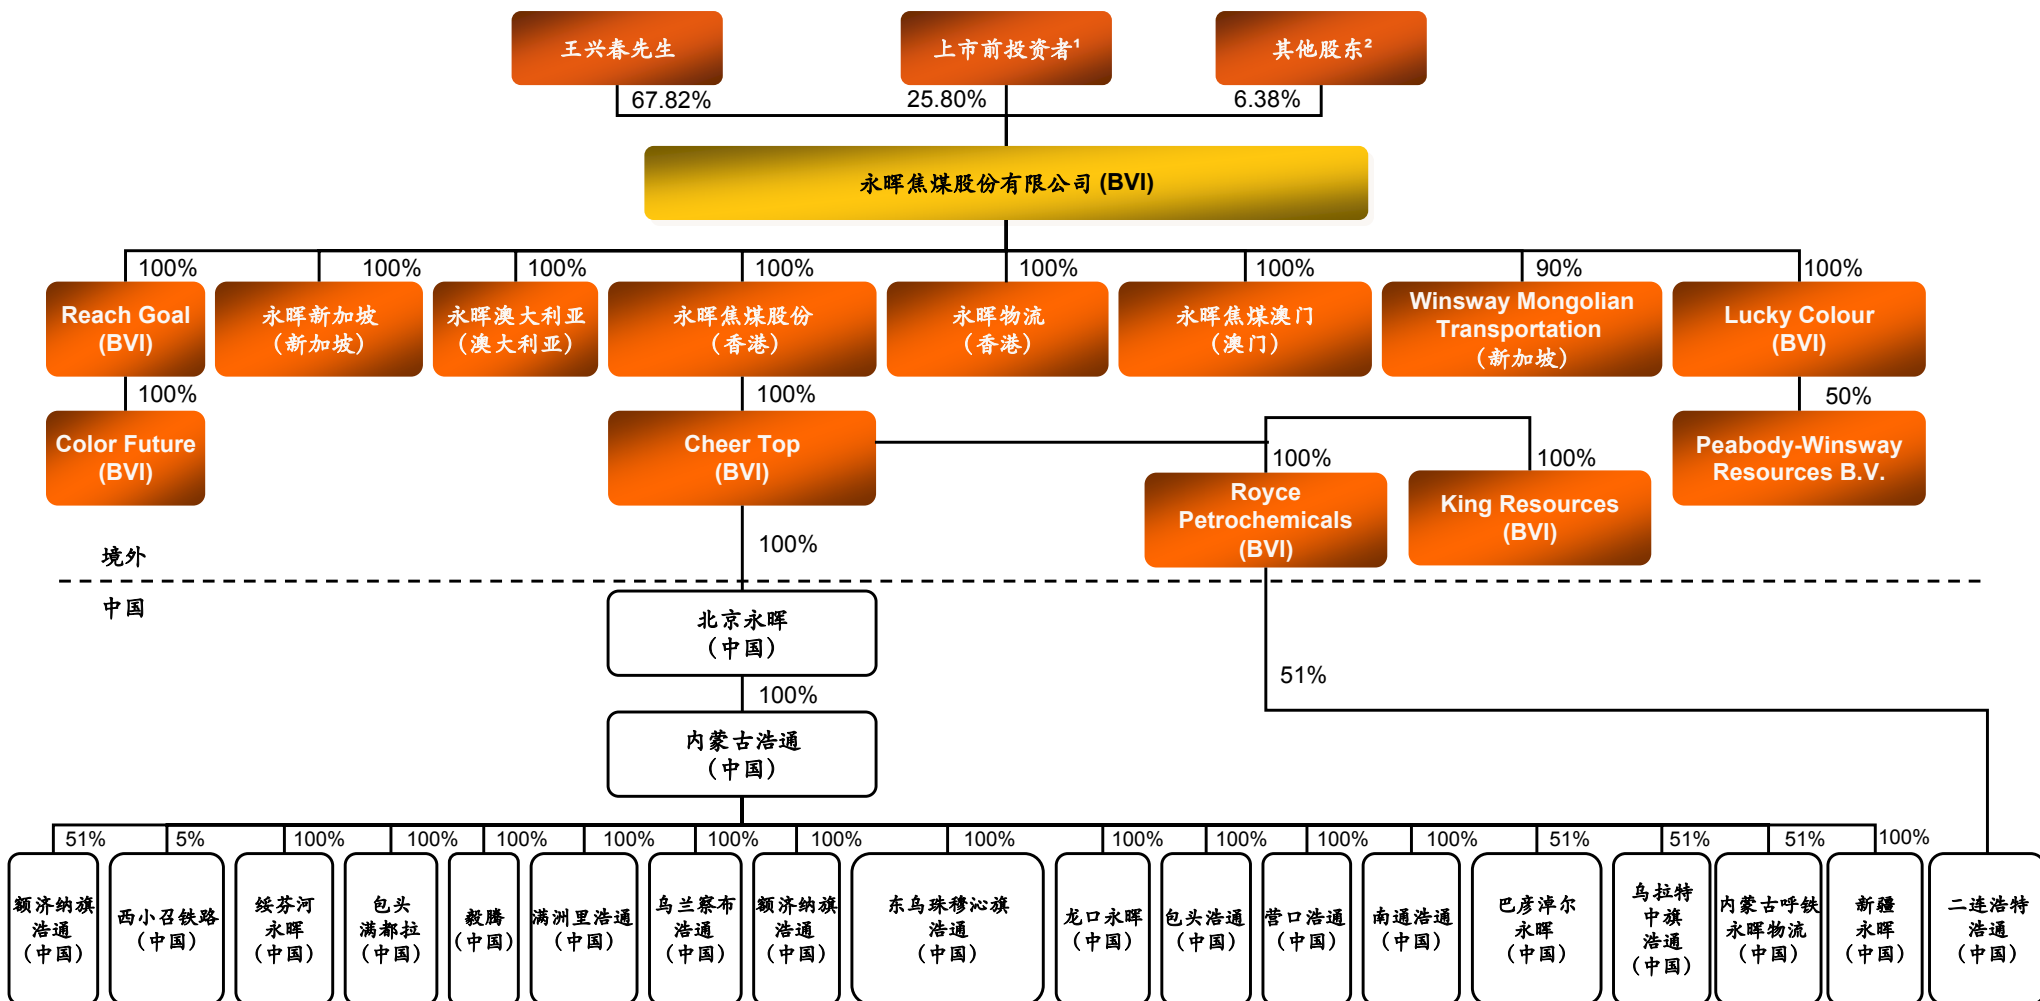 王兴春先生
上市前投资者¹
其他股东²
67.82%
25.80%
6.38%
永晖焦煤股份有限公司 (BVI)
100%
100%
100%
100%
100%
100%
90%
100%
Reach Goal
(BVI)
永晖新加坡
(新加坡)
永晖澳大利亚
(澳大利亚)
永晖焦煤股份
(香港)
永晖物流
(香港)
永晖焦煤澳门
(澳门)
Winsway Mongolian
Transportation
(新加坡)
Lucky Colour
(BVI)
100%
100%
50%
Color Future
(BVI)
Cheer Top
(BVI)
Peabody-Winsway
Resources B.V.
100%
100%
Royce
Petrochemicals
(BVI)
King Resources
(BVI)
100%
境外
中国
北京永晖
(中国)
51%
100%
内蒙古浩通
(中国)
51%
5%
100%
100%
100%
100%
100%
100%
100%
100%
100%
100%
100%
51%
51%
51%
100%
额济纳旗
浩通
(中国)
西小召铁路
(中国)
绥芬河
永晖
(中国)
包头
满都拉
(中国)
毅腾
(中国)
满洲里浩通
(中国)
乌兰察布
浩通
(中国)
额济纳旗
浩通
(中国)
东乌珠穆沁旗
浩通
(中国)
龙口永晖
(中国)
包头浩通
(中国)
营口浩通
(中国)
南通浩通
(中国)
巴彦淖尔
永晖
(中国)
乌拉特
中旗
浩通
(中国)
内蒙古呼铁
永晖物流
(中国)
新疆
永晖
(中国)
二连浩特
浩通
(中国)